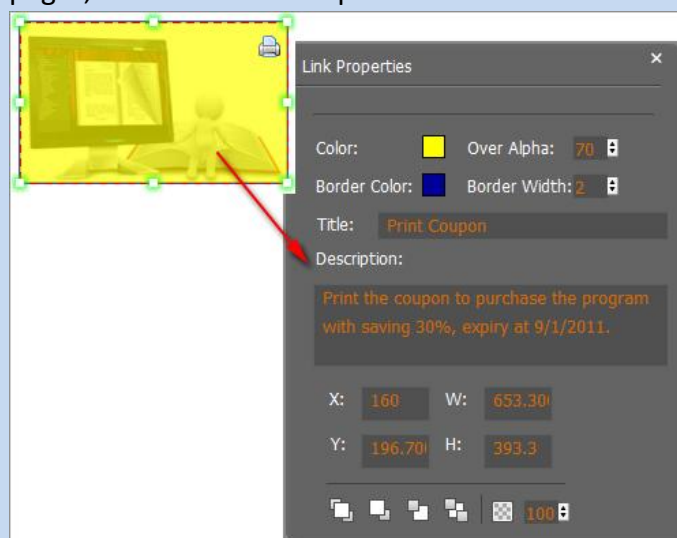 Link Properties
×
Color: Over Alpha: 70
Border Color: Border Width: 2
Title: Print Coupon
Description:
Print the coupon to purchase the program
with saving 30%, expiry at 9/1/2011.
X: 160 W: 653.30
Y: 196.70 H: 393.3
100